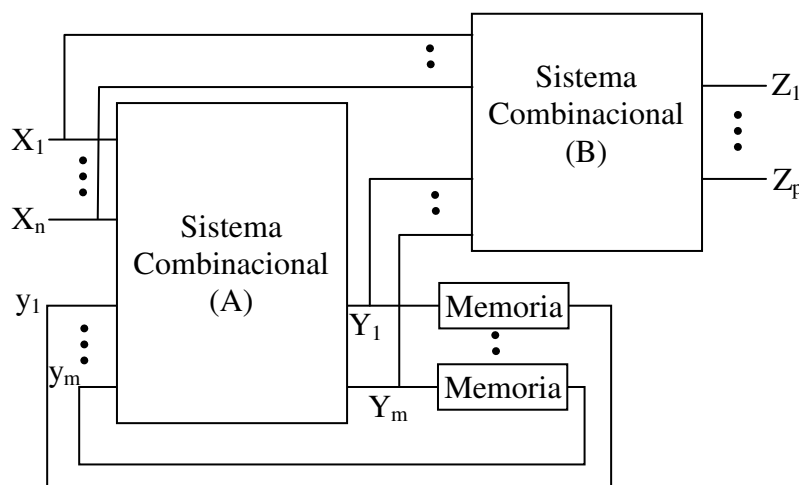 Sistema
Combinacional
(B)
Z₁
Zₚ
X₁
Xₙ
Sistema
Combinacional
(A)
y₁
yₘ
Y₁
Yₘ
Memoria
Memoria